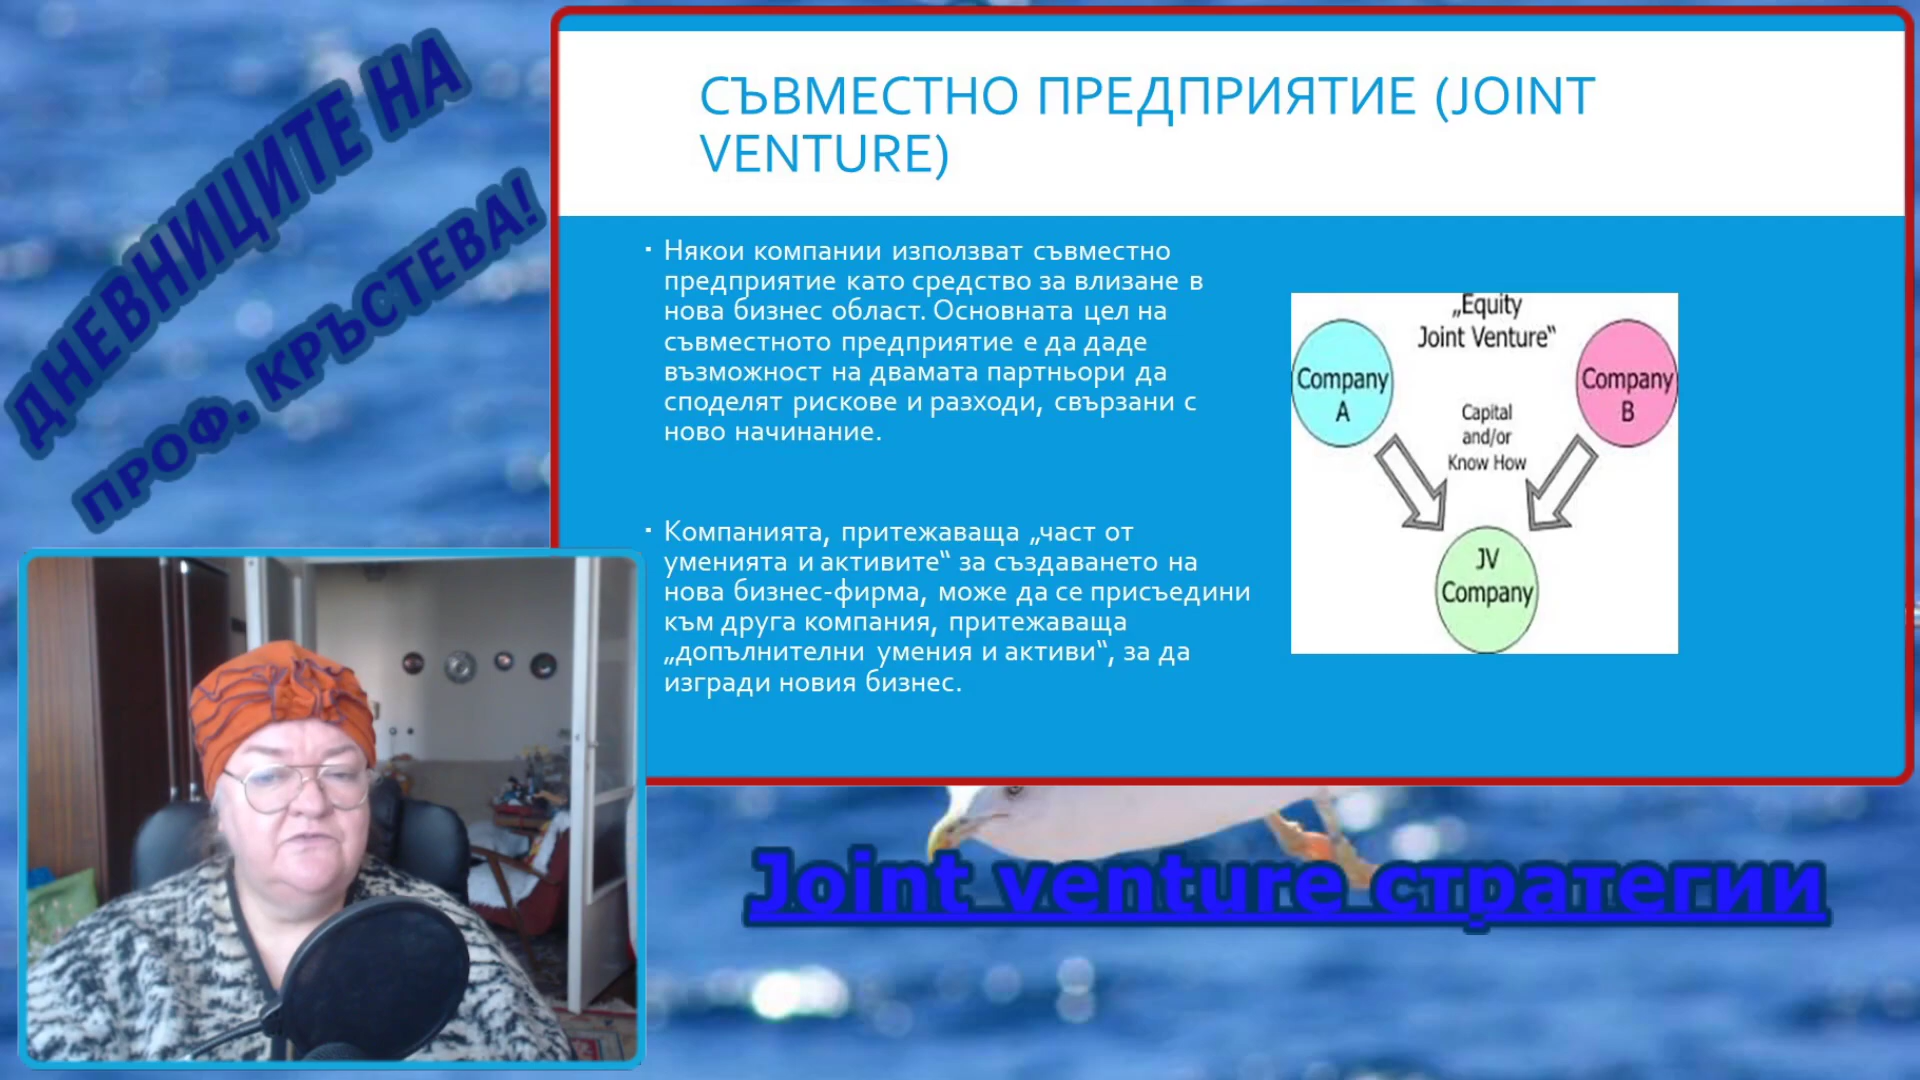 ДНЕВНИЦИТЕ НА
ПРОФ. КРЪСТЕВА!
СЪВМЕСТНО ПРЕДПРИЯТИЕ (JOINT
VENTURE)
▪ Някои компании използват съвместно
предприятие като средство за влизане в
нова бизнес област. Основната цел на
съвместното предприятие е да даде
възможност на двамата партньори да
споделят рискове и разходи, свързани с
ново начинание.
▪ Компанията, притежаваща „част от
уменията и активите“ за създаването на
нова бизнес-фирма, може да се присъедини
към друга компания, притежаваща
„допълнителни умения и активи“, за да
изгради новия бизнес.
„Equity
Joint Venture“
Company
A
Company
B
Capital
and/or
Know How
JV
Company
Joint venture стратегии